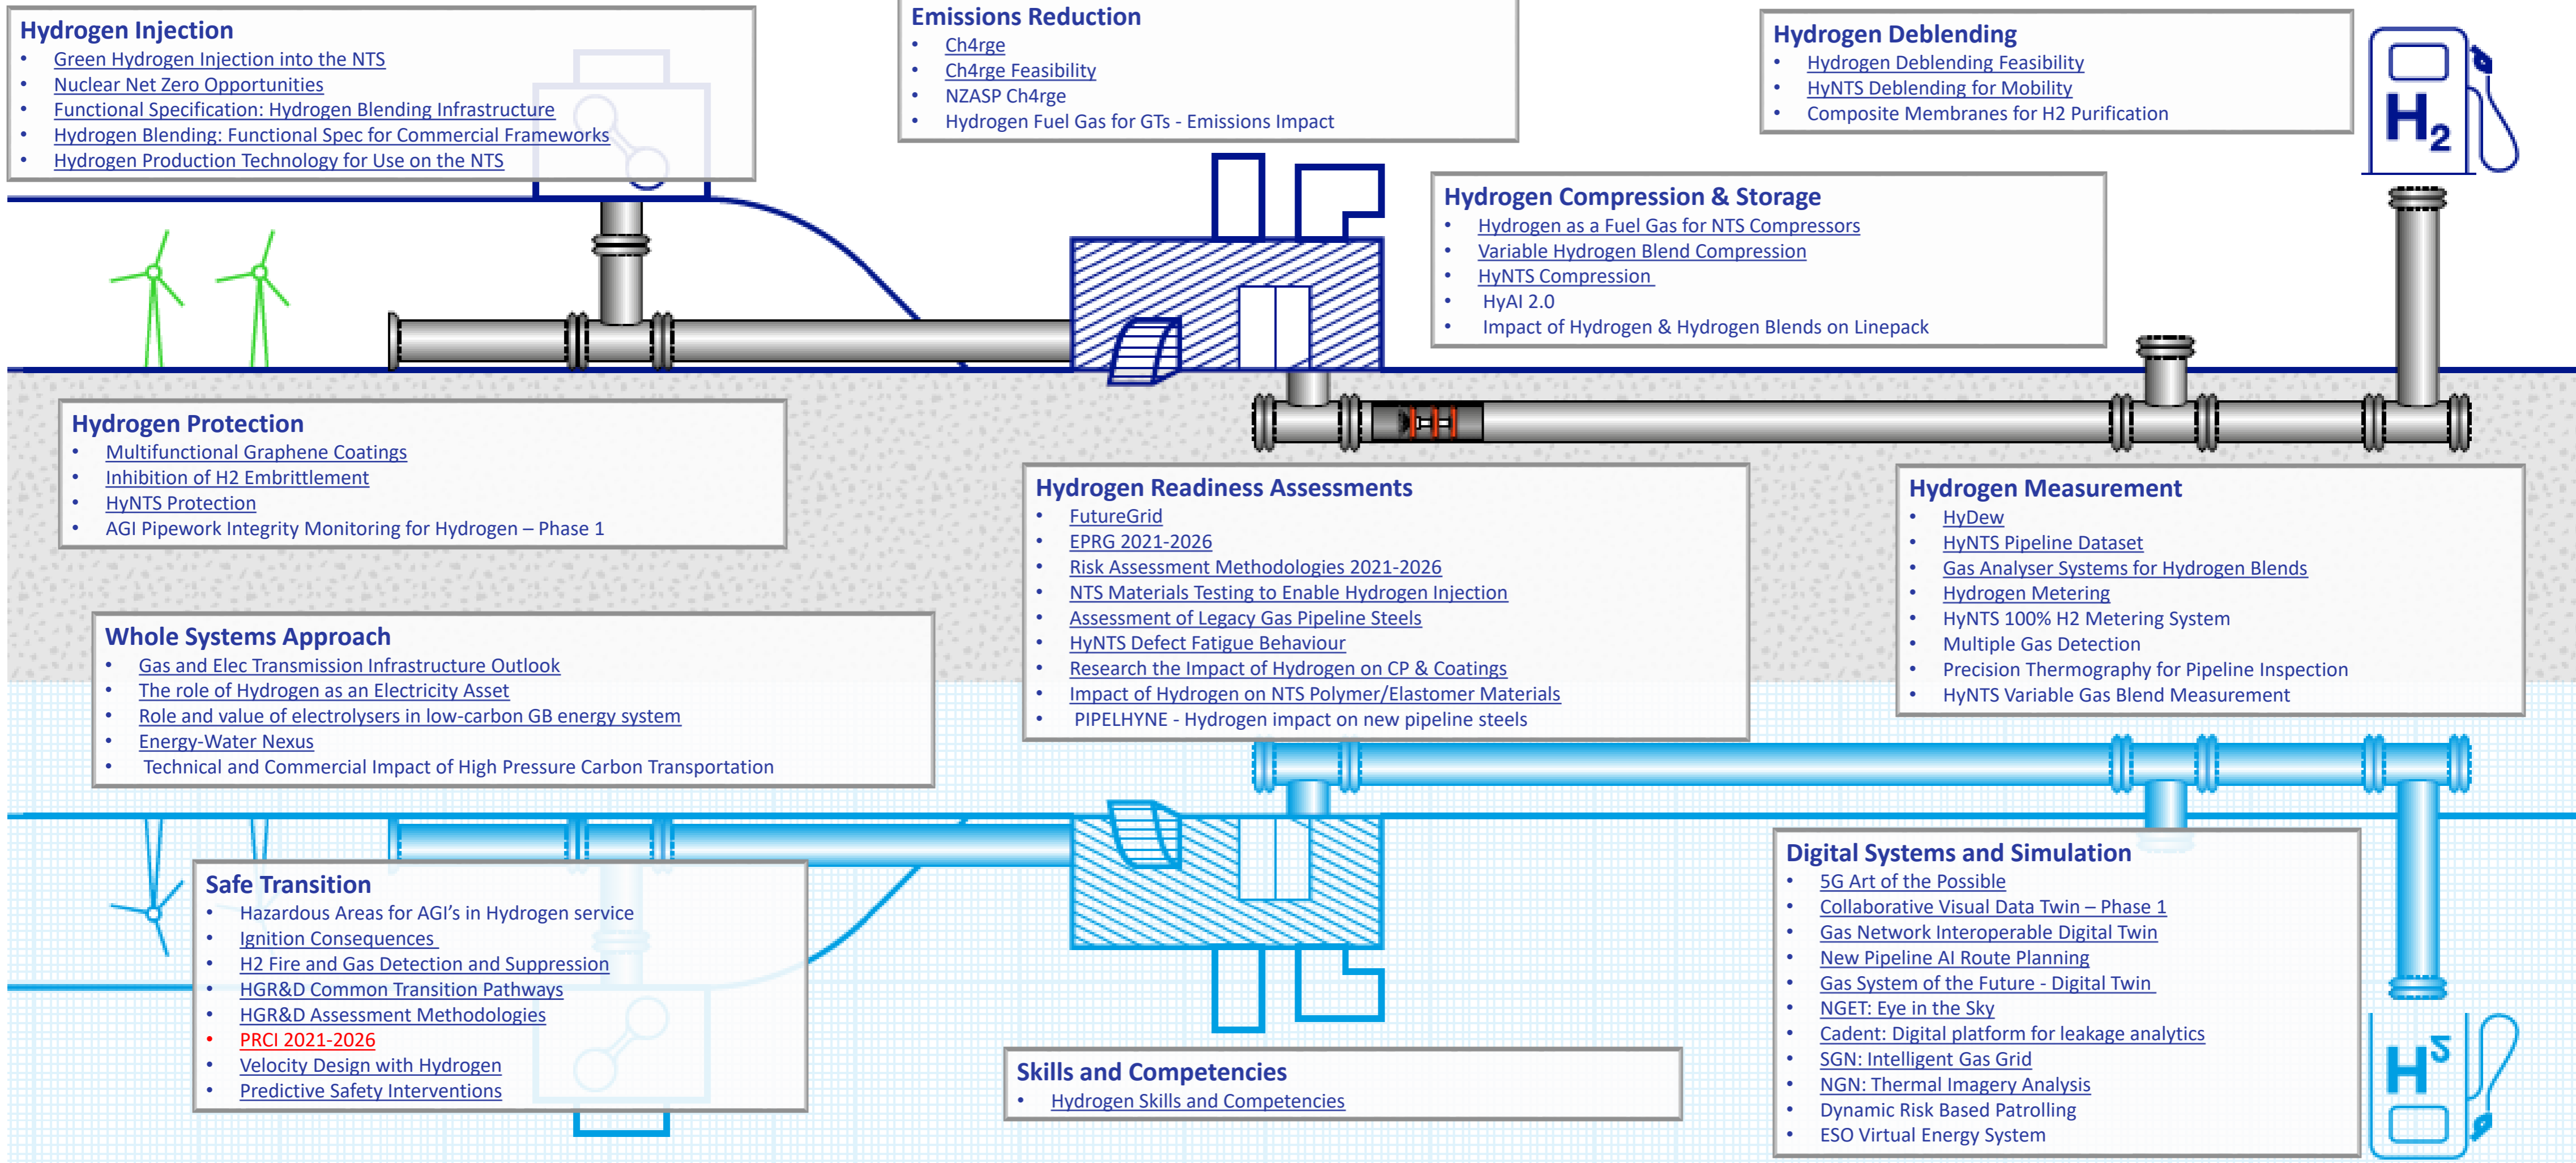 Hydrogen Injection
• Green Hydrogen Injection into the NTS
• Nuclear Net Zero Opportunities
• Functional Specification: Hydrogen Blending Infrastructure
• Hydrogen Blending: Functional Spec for Commercial Frameworks
• Hydrogen Production Technology for Use on the NTS
Emissions Reduction
• Ch4rge
• Ch4rge Feasibility
• NZASP Ch4rge
• Hydrogen Fuel Gas for GTs - Emissions Impact
Hydrogen Deblending
• Hydrogen Deblending Feasibility
• HyNTS Deblending for Mobility
• Composite Membranes for H2 Purification
H2
Hydrogen Compression & Storage
• Hydrogen as a Fuel Gas for NTS Compressors
• Variable Hydrogen Blend Compression
• HyNTS Compression
• HyAI 2.0
• Impact of Hydrogen & Hydrogen Blends on Linepack
Hydrogen Protection
• Multifunctional Graphene Coatings
• Inhibition of H2 Embrittlement
• HyNTS Protection
• AGI Pipework Integrity Monitoring for Hydrogen – Phase 1
Hydrogen Readiness Assessments
• FutureGrid
• EPRG 2021-2026
• Risk Assessment Methodologies 2021-2026
• NTS Materials Testing to Enable Hydrogen Injection
• Assessment of Legacy Gas Pipeline Steels
• HyNTS Defect Fatigue Behaviour
• Research the Impact of Hydrogen on CP & Coatings
• Impact of Hydrogen on NTS Polymer/Elastomer Materials
• PIPELHYNE - Hydrogen impact on new pipeline steels
Hydrogen Measurement
• HyDew
• HyNTS Pipeline Dataset
• Gas Analyser Systems for Hydrogen Blends
• Hydrogen Metering
• HyNTS 100% H2 Metering System
• Multiple Gas Detection
• Precision Thermography for Pipeline Inspection
• HyNTS Variable Gas Blend Measurement
Whole Systems Approach
• Gas and Elec Transmission Infrastructure Outlook
• The role of Hydrogen as an Electricity Asset
• Role and value of electrolysers in low-carbon GB energy system
• Energy-Water Nexus
• Technical and Commercial Impact of High Pressure Carbon Transportation
Safe Transition
• Hazardous Areas for AGI’s in Hydrogen service
• Ignition Consequences
• H2 Fire and Gas Detection and Suppression
• HGR&D Common Transition Pathways
• HGR&D Assessment Methodologies
• PRCI 2021-2026
• Velocity Design with Hydrogen
• Predictive Safety Interventions
Skills and Competencies
• Hydrogen Skills and Competencies
Digital Systems and Simulation
• 5G Art of the Possible
• Collaborative Visual Data Twin – Phase 1
• Gas Network Interoperable Digital Twin
• New Pipeline AI Route Planning
• Gas System of the Future - Digital Twin
• NGET: Eye in the Sky
• Cadent: Digital platform for leakage analytics
• SGN: Intelligent Gas Grid
• NGN: Thermal Imagery Analysis
• Dynamic Risk Based Patrolling
• ESO Virtual Energy System
H2